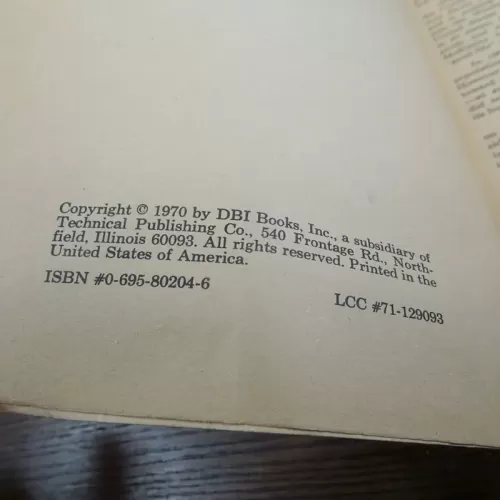 Copyright © 1970 by DBI Books, Inc., a subsidiary of
Technical Publishing Co., 540 Frontage Rd., North-
field, Illinois 60093. All rights reserved. Printed in the
United States of America.
ISBN #0-695-80204-6
LCC #71-129093